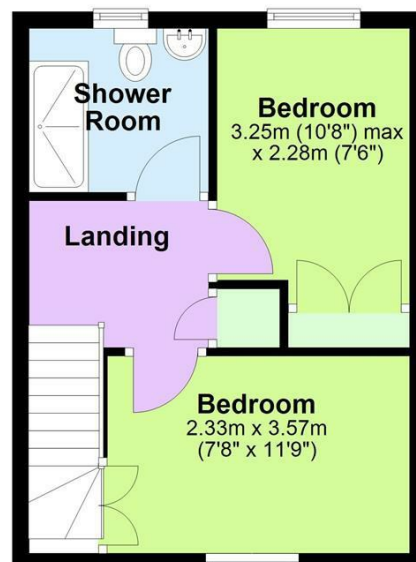 Shower
Room
Bedroom
3.25m (10'8") max
x 2.28m (7'6")
Landing
Bedroom
2.33m x 3.57m
(7'8" x 11'9")